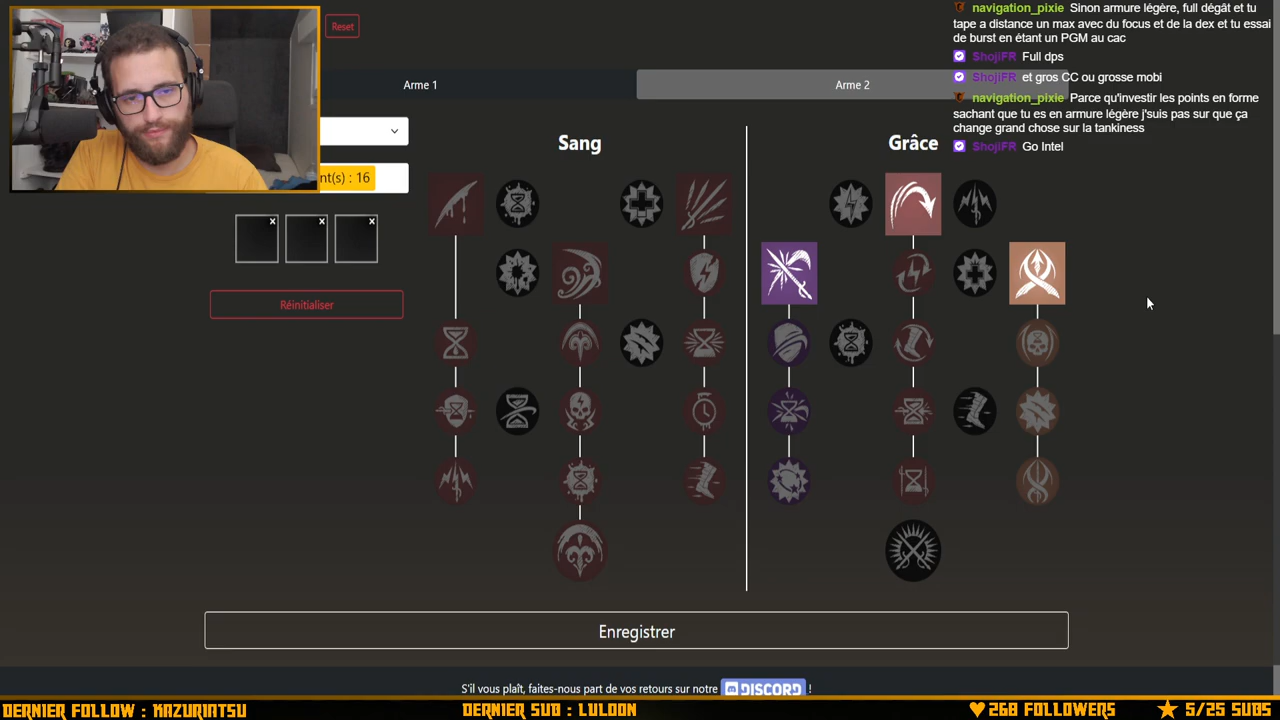 Reset
Arme 1
Arme 2
nt(s) : 16
Réinitialiser
Sang
Grâce
Enregistrer
S'il vous plaît, faites-nous part de vos retours sur notre DISCORD !
navigation_pixie Sinon armure légère, full dégât et tu
tape a distance un max avec du focus et de la dex et tu essai
de burst en étant un PGM au cac
ShojiFR Full dps
ShojiFR et gros CC ou grosse mobi
navigation_pixie Parce qu'investir les points en forme
sachant que tu es en armure légère j'suis pas sur que ça
change grand chose sur la tankiness
ShojiFR Go Intel
DERNIER FOLLOW : KAZURIATSU
DERNIER SUB : LULOON
268 FOLLOWERS
5/25 SUBS